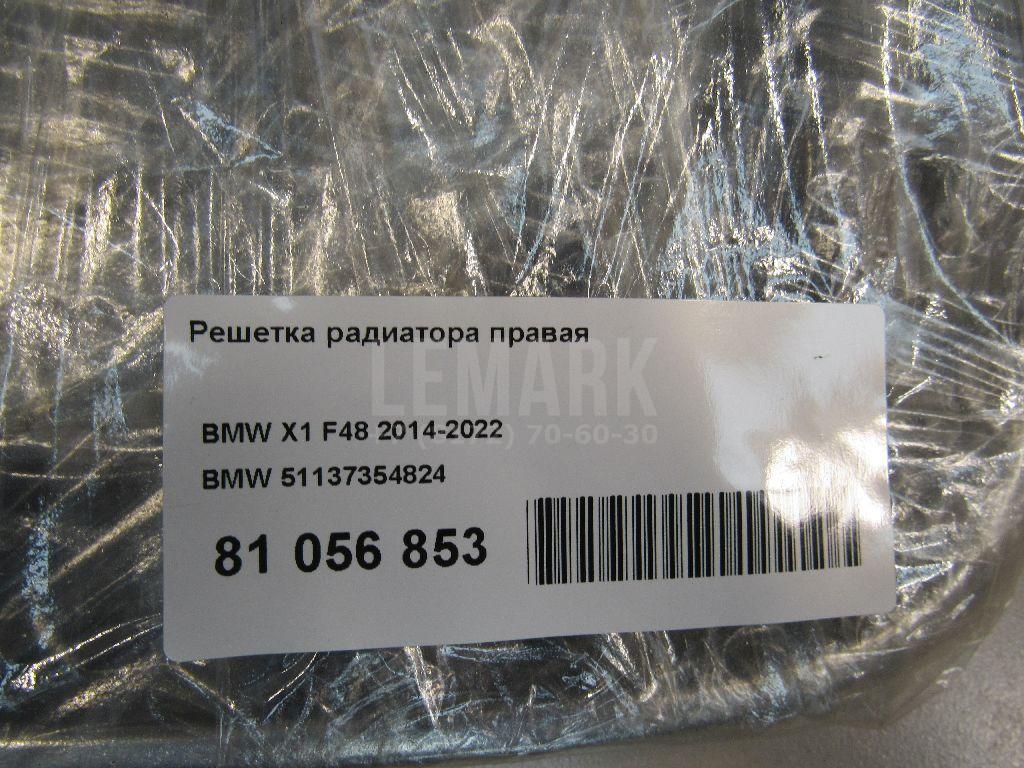 Решетка радиатора правая
LEMARK
BMW X1 F48 2014-2022
70-60-30
BMW 51137354824
81 056 853